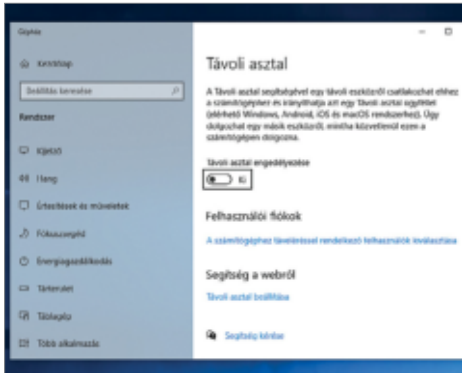 Gépház
Kezdőlap
Beállítás keresése
Rendszer
Kijelző
Hang
Értesítések és műveletek
Fókuszsegéd
Energiagazdálkodás
Tárterület
Táblagép
Több alkalmazás
Távoli asztal
A Távoli asztal segítségével egy távoli eszközről csatlakozhat ehhez
a számítógéphez és irányíthatja azt egy Távoli asztal ügyféllel
(elérhető Windows, Android, iOS és macOS rendszerhez). Úgy
dolgozhat egy másik eszközről, mintha közvetlenül ezen a
számítógépen dolgozna.
Távoli asztal engedélyezése
Ki
Felhasználói fiókok
A számítógéphez táveléréssel rendelkező felhasználók kiválasztása
Segítség a webről
Távoli asztal beállítása
Segítség kérése